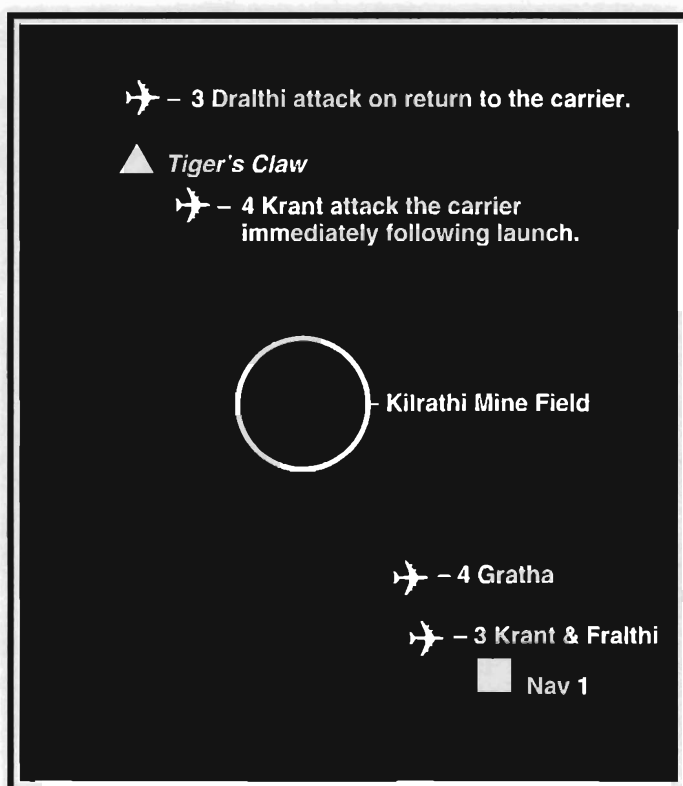 – 3 Dralthi attack on return to the carrier.
Tiger's Claw
– 4 Krant attack the carrier
immediately following launch.
Kilrathi Mine Field
– 4 Gratha
– 3 Krant & Fralthi
Nav 1